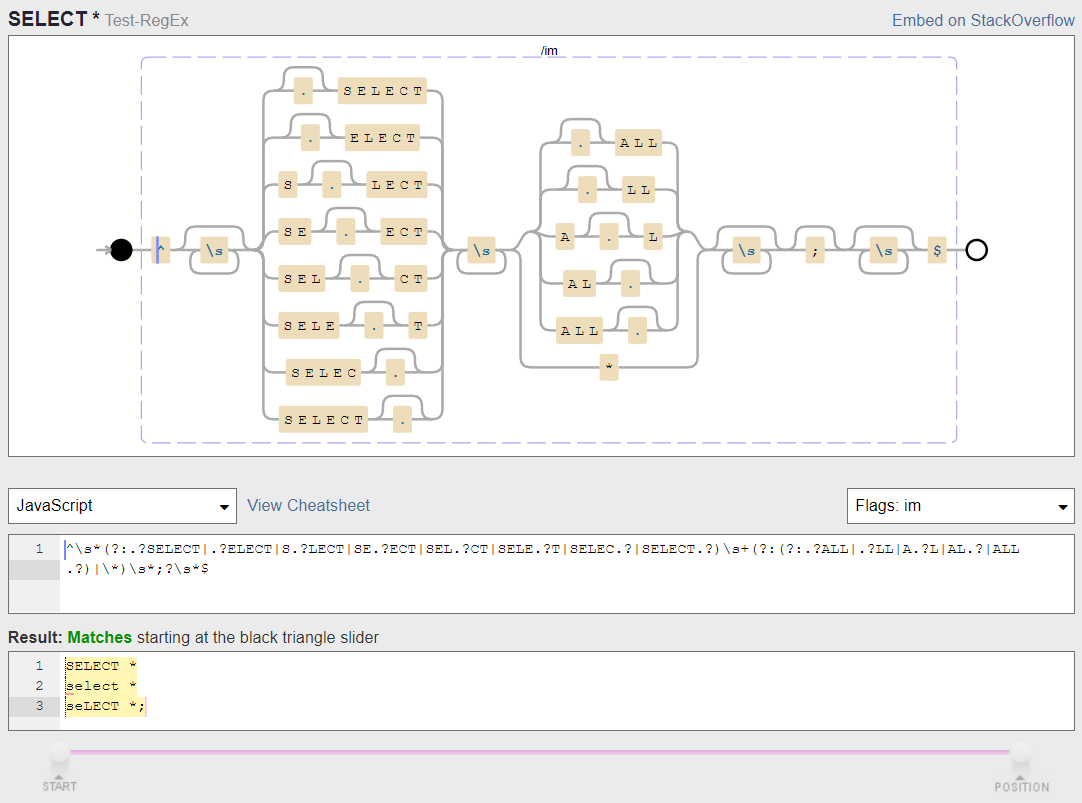 SELECT * Test-RegEx Embed on StackOverflow
/im
. SELECT
. ELECT
. ALL
S . LECT
. LL
SE . ECT
A . L
^ \s \s \s ; \s $
SEL . CT
AL .
SELE . T
ALL .
SELEC .
*
SELECT .
JavaScript View Cheatsheet Flags: im
1 ^\s*(?:.?SELECT|.?ELECT|S.?LECT|SE.?ECT|SEL.?CT|SELE.?T|SELEC.?|SELECT.?)\s+(?:(?:.?ALL|.?LL|A.?L|AL.?|ALL
.?)|\*)\s*;?\s*$
Result: Matches starting at the black triangle slider
1 SELECT *
2 select *
3 seLECT *;
START POSITION